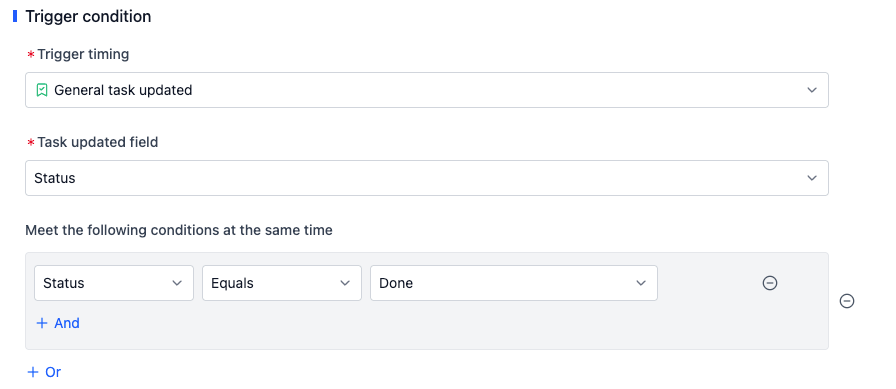 Trigger condition
*Trigger timing
General task updated
*Task updated field
Status
Meet the following conditions at the same time
Status Equals Done
+ And
+ Or